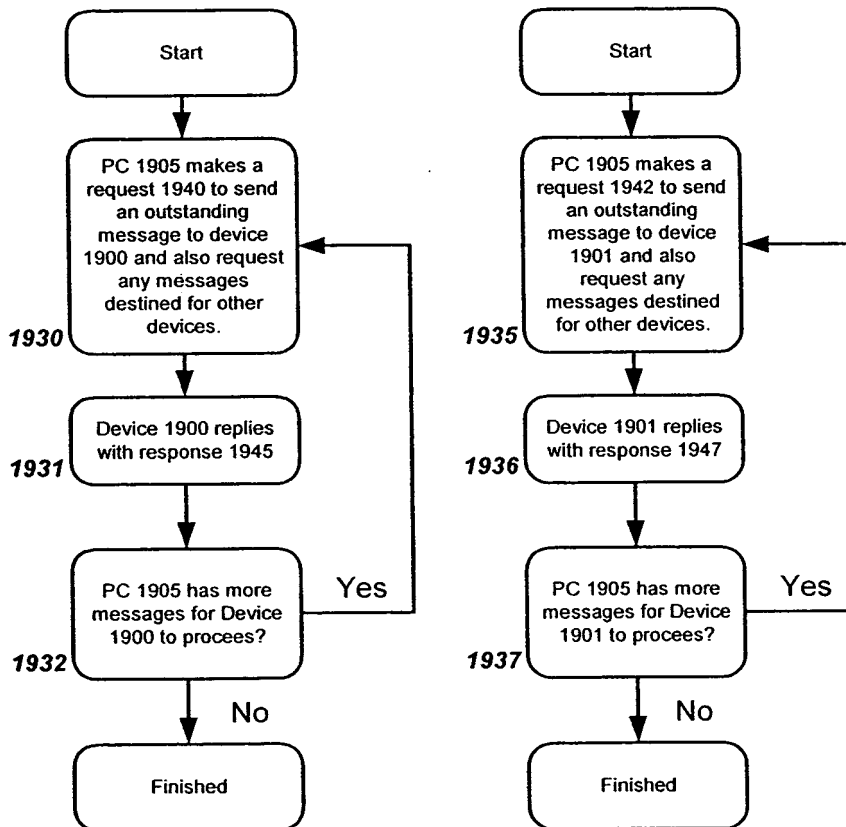 Start
PC 1905 makes a
request 1940 to send
an outstanding
message to device
1900 and also request
any messages
destined for other
devices.
1930
Device 1900 replies
with response 1945
1931
PC 1905 has more
messages for Device
1900 to procees?
Yes
1932
No
Finished
Start
PC 1905 makes a
request 1942 to send
an outstanding
message to device
1901 and also
request any
messages destined
for other devices.
1935
Device 1901 replies
with response 1947
1936
PC 1905 has more
messages for Device
1901 to procees?
Yes
1937
No
Finished